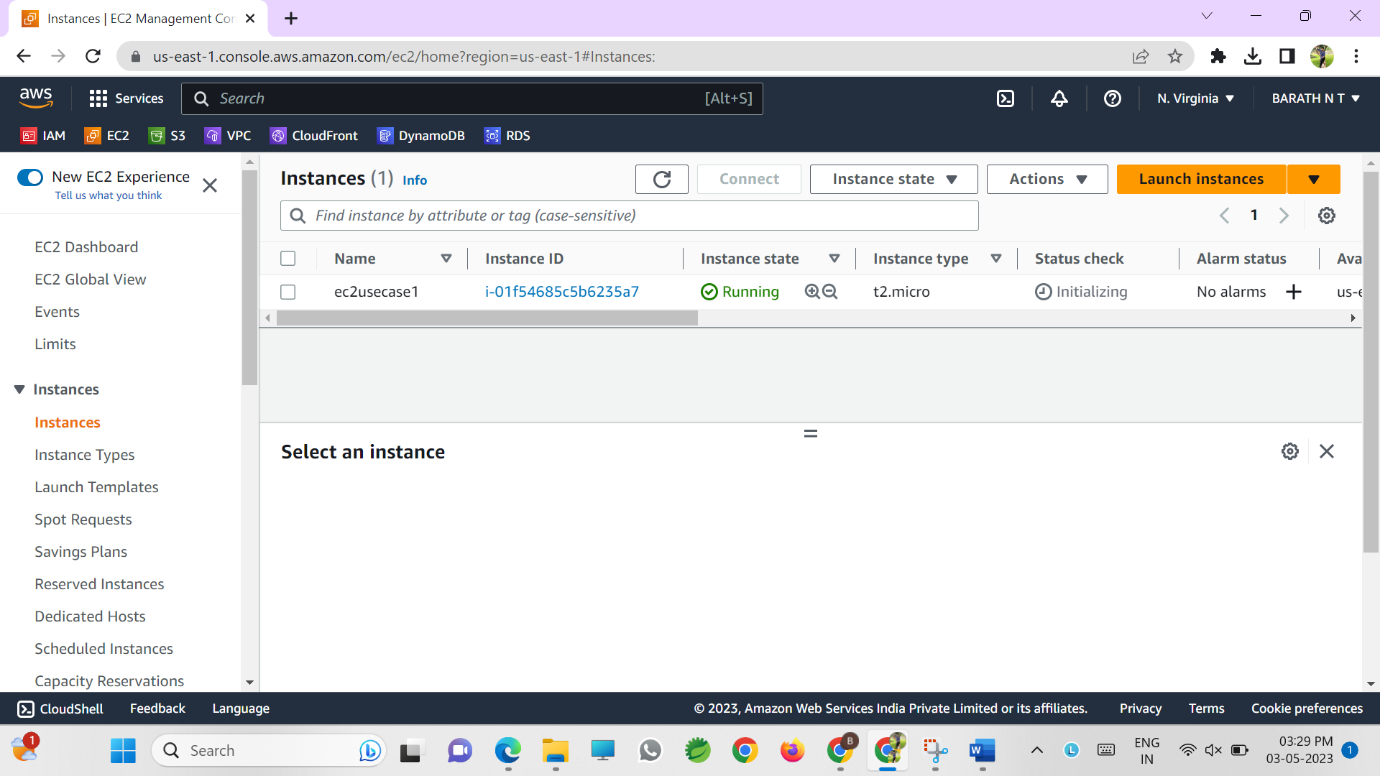 Instances | EC2 Management Con
us-east-1.console.aws.amazon.com/ec2/home?region=us-east-1#Instances:
aws Services Search [Alt+S] N. Virginia BARATH N T
IAM EC2 S3 VPC CloudFront DynamoDB RDS
New EC2 Experience
Tell us what you think
EC2 Dashboard
EC2 Global View
Events
Limits
Instances
Instances
Instance Types
Launch Templates
Spot Requests
Savings Plans
Reserved Instances
Dedicated Hosts
Scheduled Instances
Capacity Reservations
Instances (1) Info Connect Instance state Actions Launch instances
Find instance by attribute or tag (case-sensitive) 1
Name Instance ID Instance state Instance type Status check Alarm status Ava
ec2usecase1 i-01f54685c5b6235a7 Running t2.micro Initializing No alarms us-e
Select an instance
CloudShell Feedback Language © 2023, Amazon Web Services India Private Limited or its affiliates. Privacy Terms Cookie preferences
1 Search B L ENG 03:29 PM 1
IN 03-05-2023